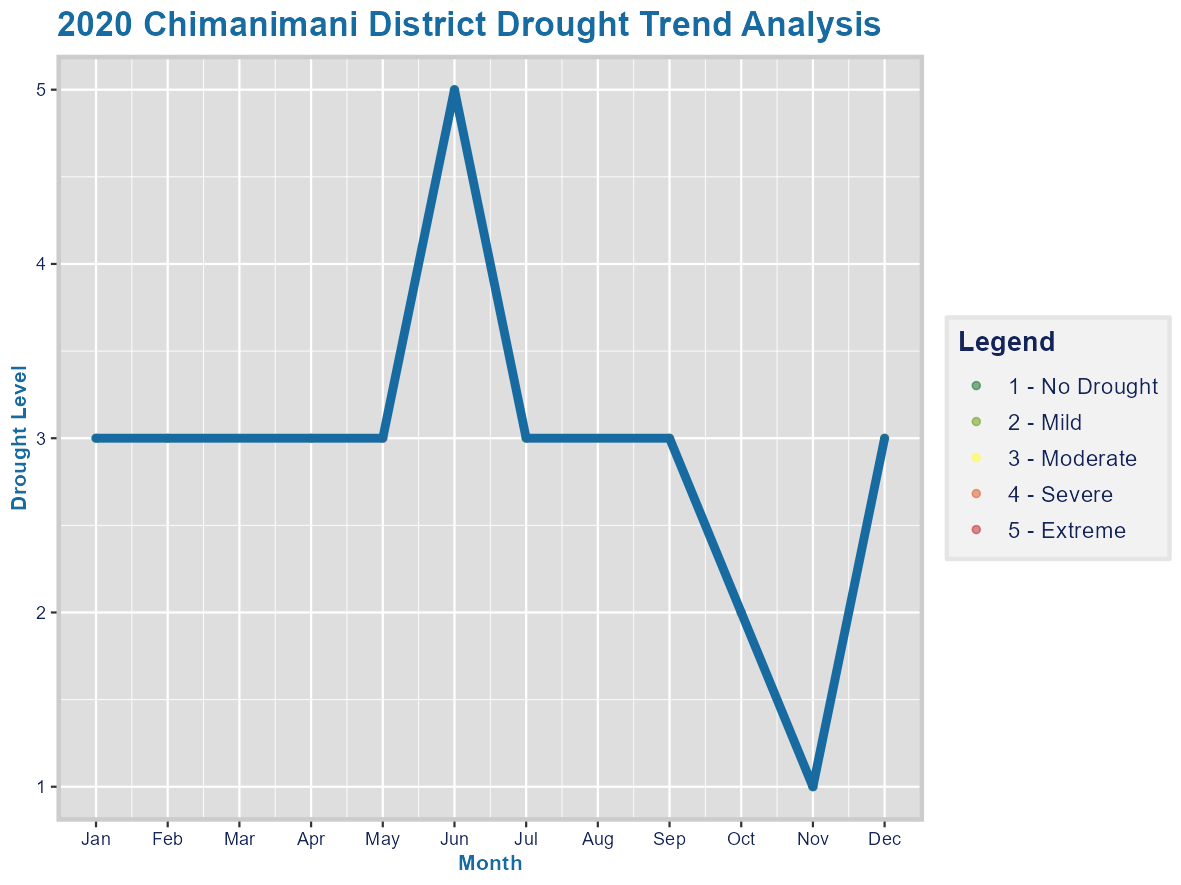 2020 Chimanimani District Drought Trend Analysis
Drought Level
5
4
3
2
1
Jan Feb Mar Apr May Jun Jul Aug Sep Oct Nov Dec
Month
Legend
1 - No Drought
2 - Mild
3 - Moderate
4 - Severe
5 - Extreme